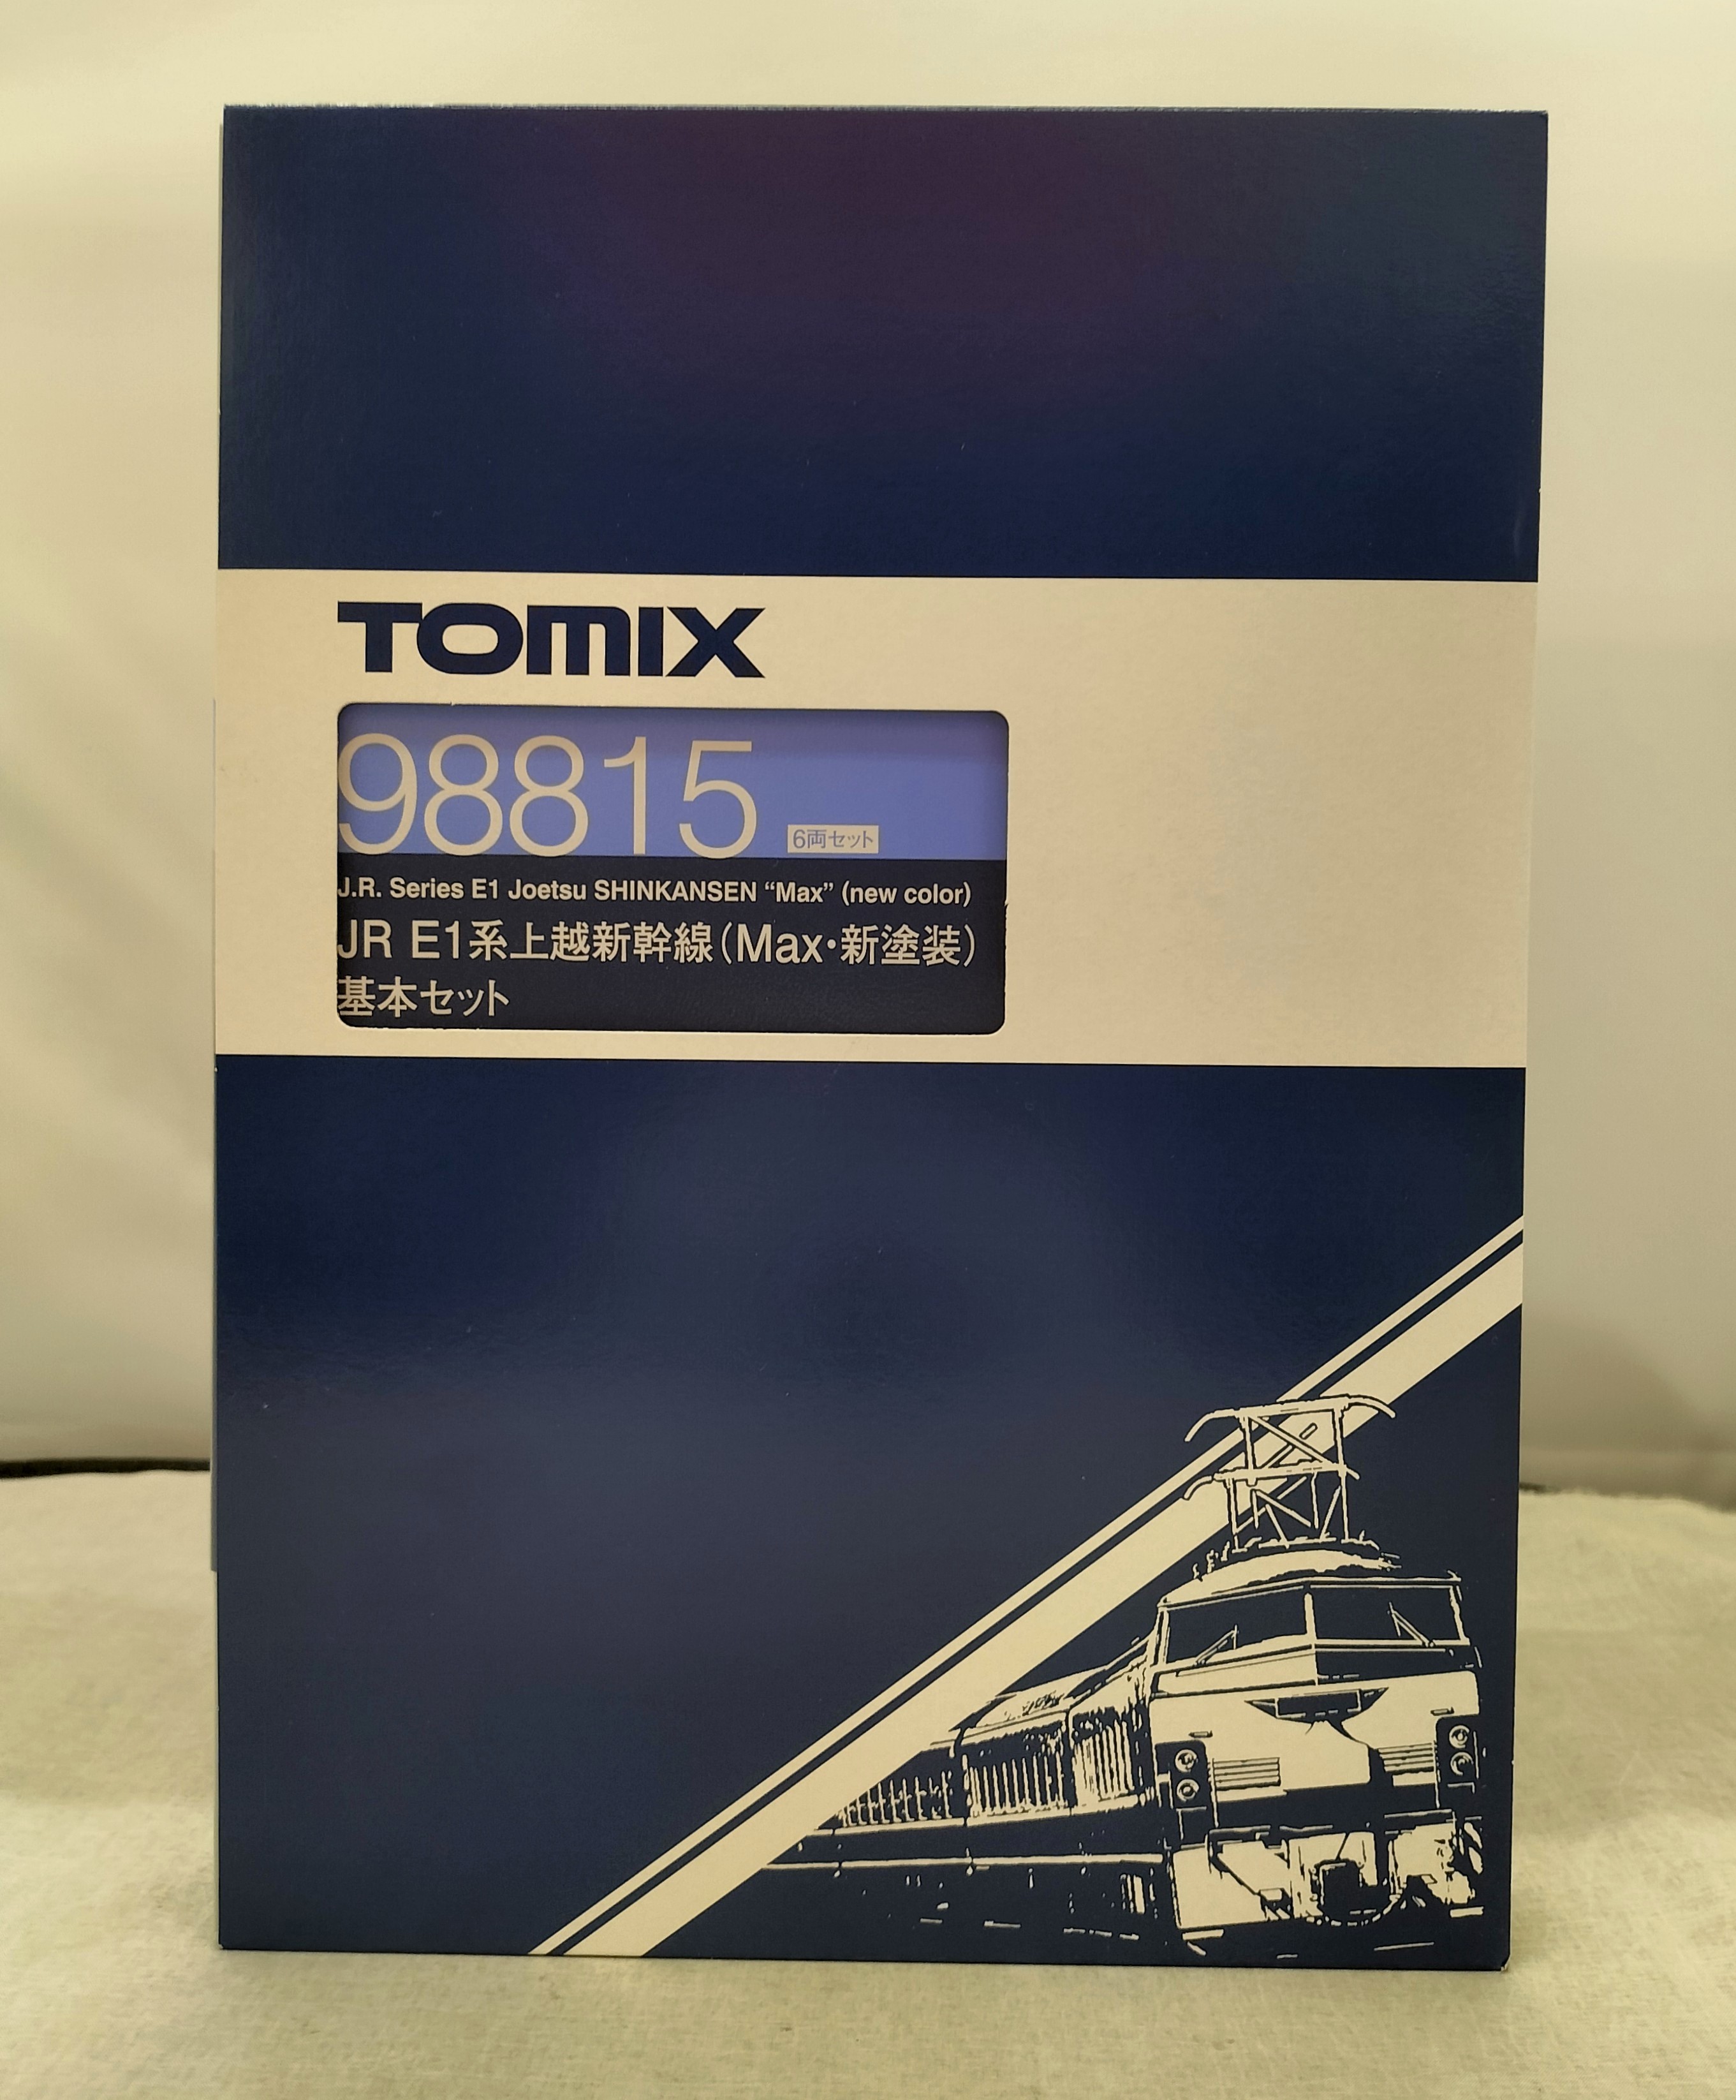 TOMIX
98815 6両セット
J.R. Series E1 Joetsu SHINKANSEN “Max” (new color)
JR E1系上越新幹線(Max・新塗装)
基本セット